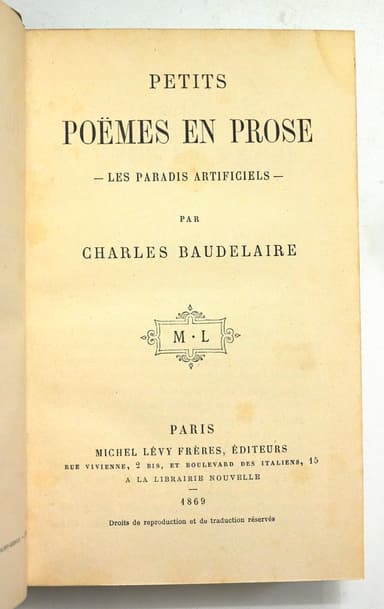 PETITS
POËMES EN PROSE
— LES PARADIS ARTIFICIELS —
PAR
CHARLES BAUDELAIRE
M · L
PARIS
MICHEL LÉVY FRÈRES, ÉDITEURS
RUE VIVIENNE, 2 BIS, ET BOULEVARD DES ITALIENS, 15
A LA LIBRAIRIE NOUVELLE
—
1869
Droits de reproduction et de traduction réservés